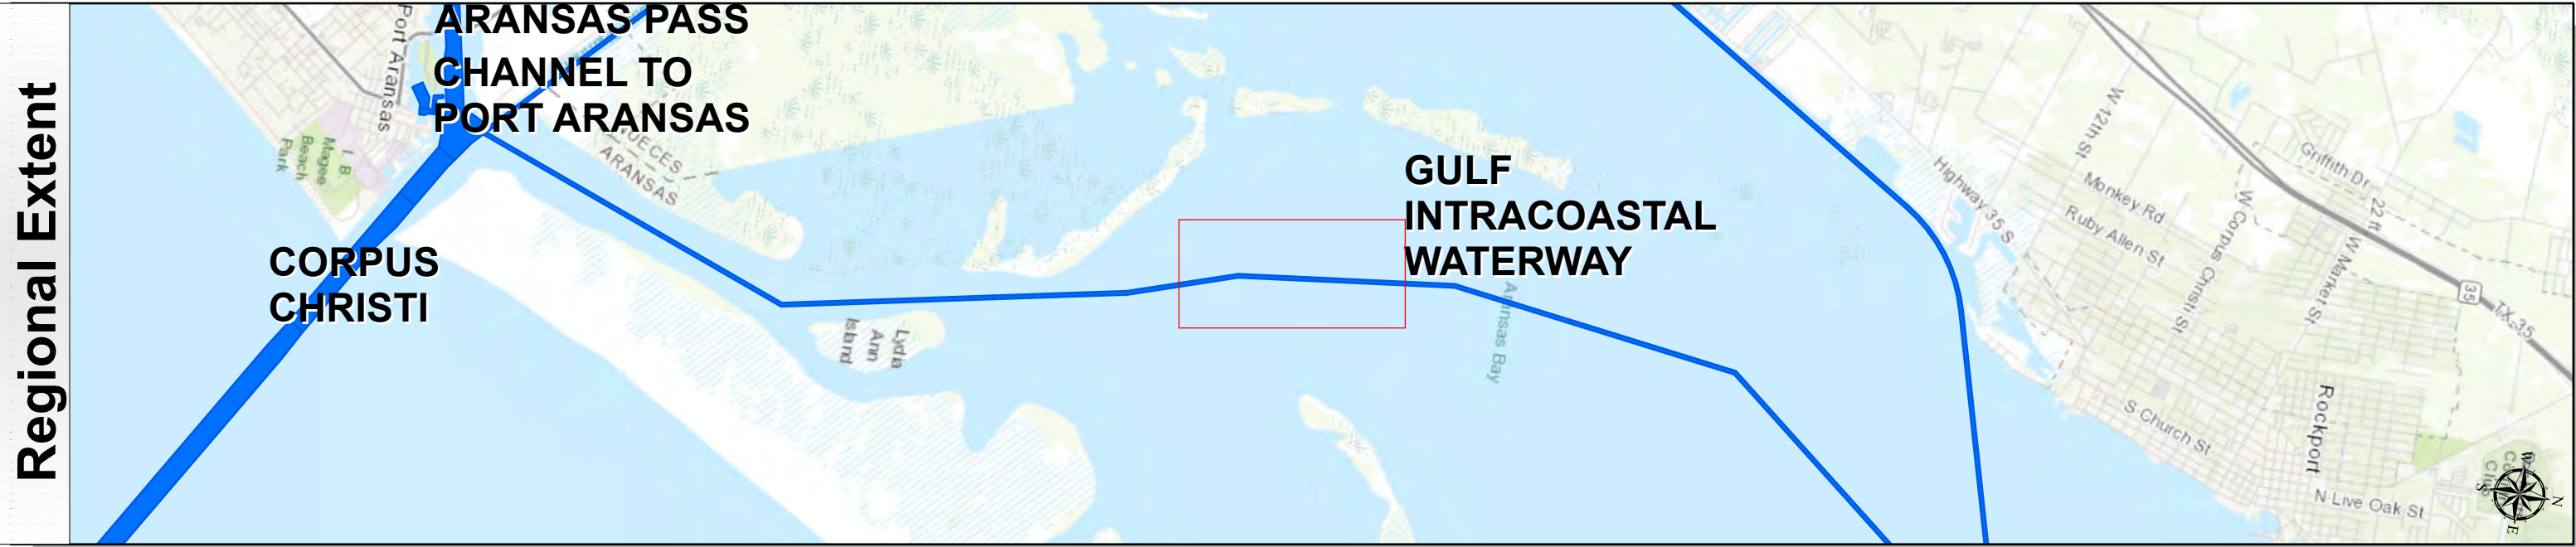 Regional Extent
ARANSAS PASS
CHANNEL TO
PORT ARANSAS
Port Aransas
I B
Magee
Beach
Park
NUECES
ARANSAS
CORPUS
CHRISTI
Lydia
Ann
Island
GULF
INTRACOASTAL
WATERWAY
Aransas Bay
Highway 35 S
W 12th St
Monkey Rd
Ruby Allen St
W Corpus Christi St
W Market St
Griffith Dr
22 ft
35
TX-35
S Church St
Rockport
N Live Oak St
W
N
S
E